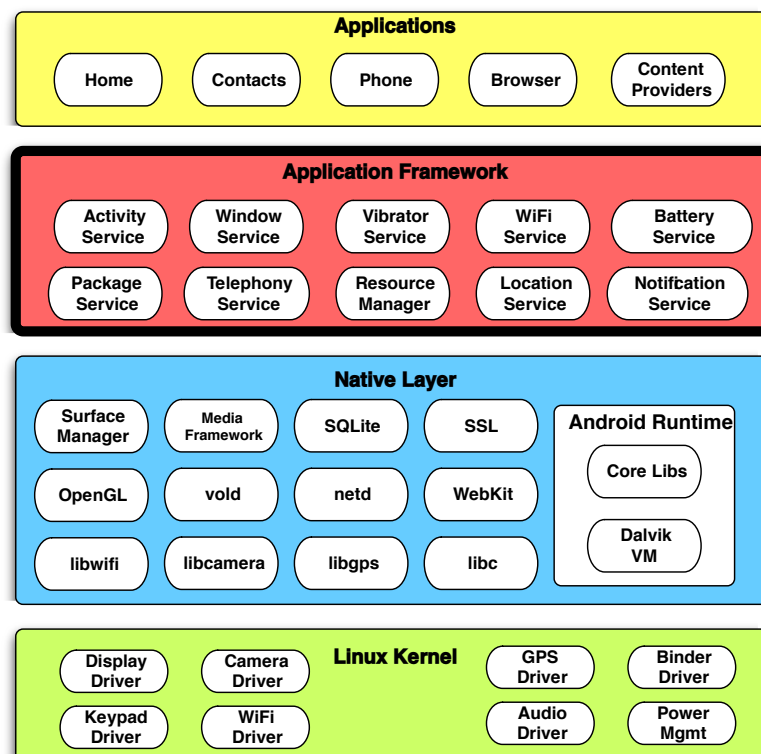 Applications
Home
Contacts
Phone
Browser
Content
Providers
Application Framework
Activity
Service
Window
Service
Vibrator
Service
WiFi
Service
Battery
Service
Package
Service
Telephony
Service
Resource
Manager
Location
Service
Notification
Service
Native Layer
Surface
Manager
Media
Framework
SQLite
SSL
Android Runtime
Core Libs
OpenGL
vold
netd
WebKit
Dalvik
VM
libwifi
libcamera
libgps
libc
Linux Kernel
Display
Driver
Camera
Driver
GPS
Driver
Binder
Driver
Keypad
Driver
WiFi
Driver
Audio
Driver
Power
Mgmt